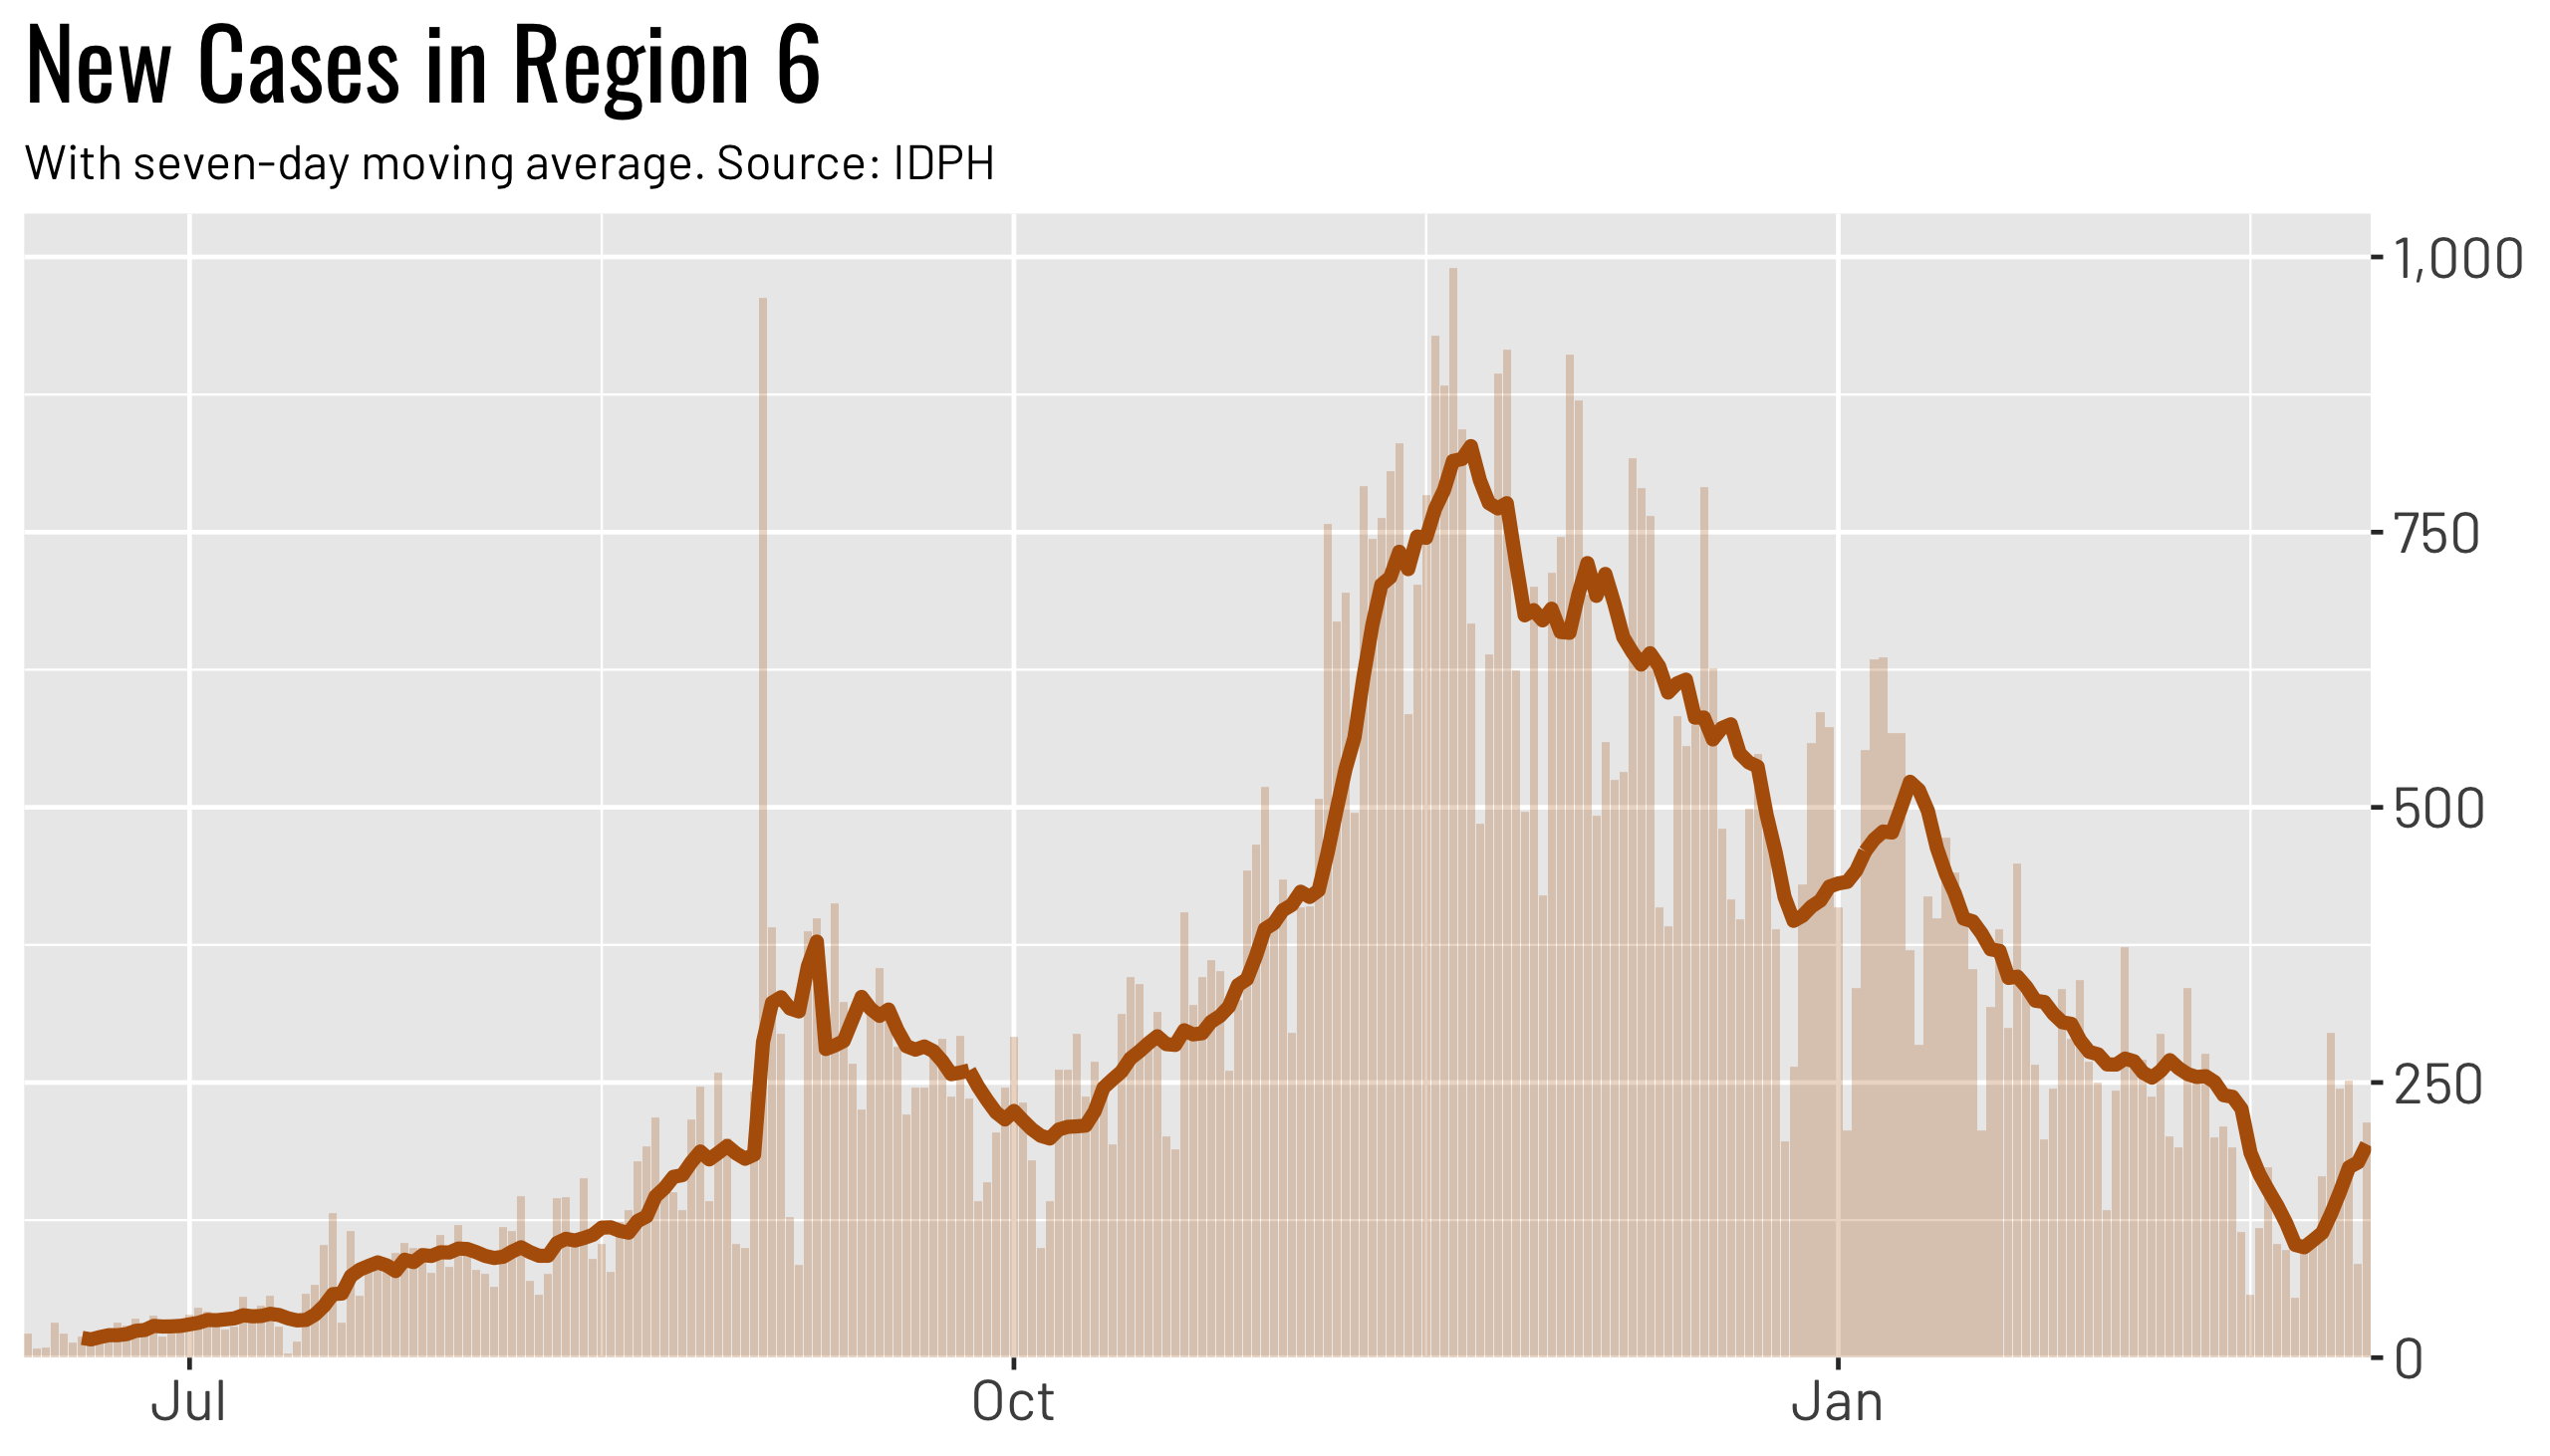 New Cases in Region 6
With seven-day moving average. Source: IDPH
1,000
750
500
250
0
Jul Oct Jan